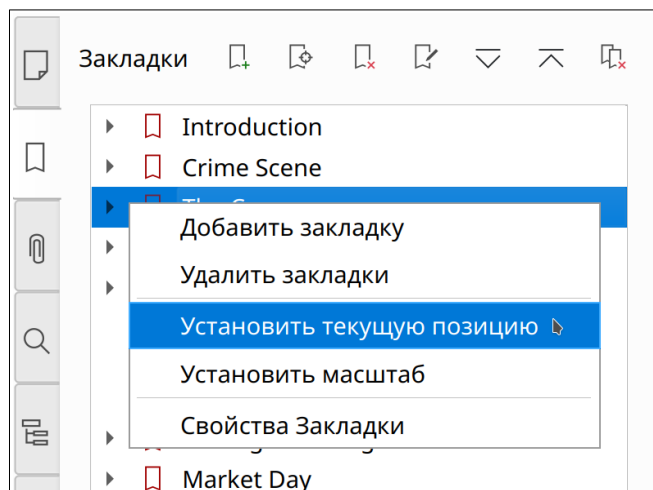 Закладки
Introduction
Crime Scene
Добавить закладку
Удалить закладки
Установить текущую позицию
Установить масштаб
Свойства Закладки
Market Day